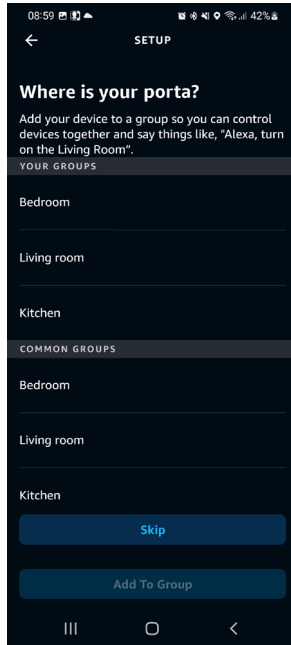 08:59 42%
SETUP
Where is your porta?
Add your device to a group so you can control
devices together and say things like, "Alexa, turn
on the Living Room".
YOUR GROUPS
Bedroom
Living room
Kitchen
COMMON GROUPS
Bedroom
Living room
Kitchen
Skip
Add To Group